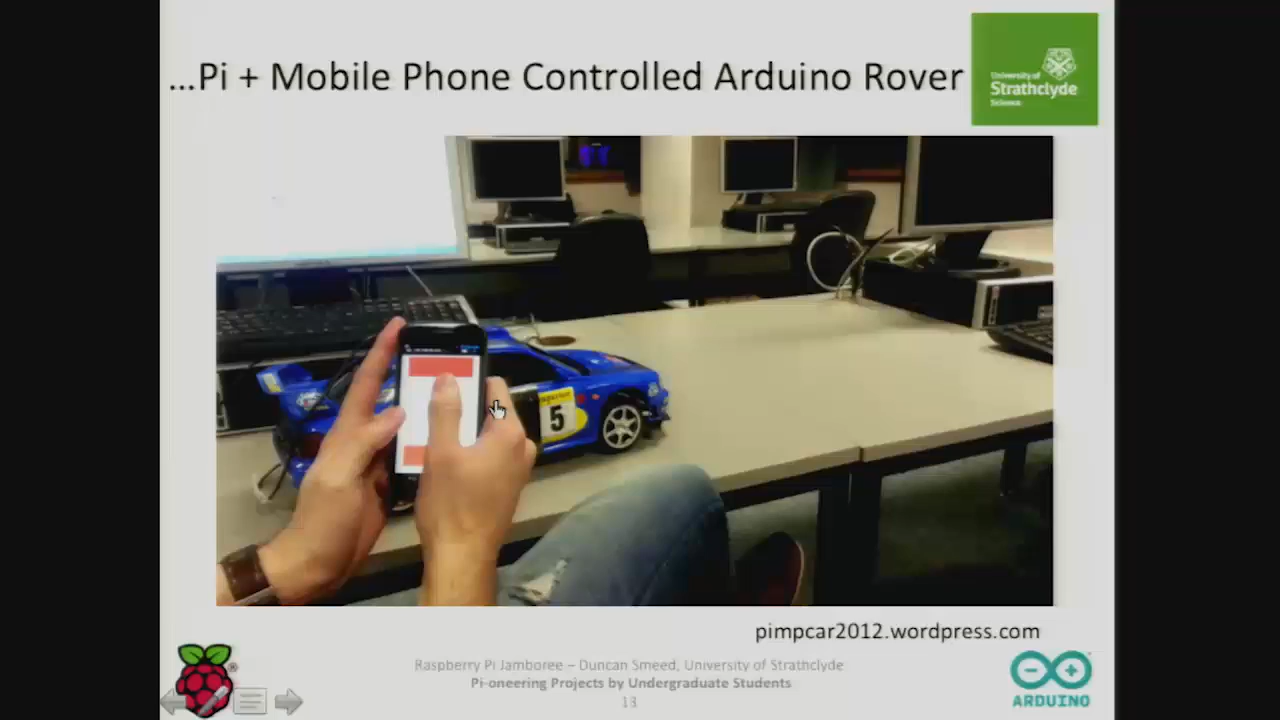 ...Pi + Mobile Phone Controlled Arduino Rover
University of
Strathclyde
Science
5
pimpcar2012.wordpress.com
Raspberry Pi Jamboree – Duncan Smeed, University of Strathclyde
Pi-oneering Projects by Undergraduate Students
13
ARDUINO